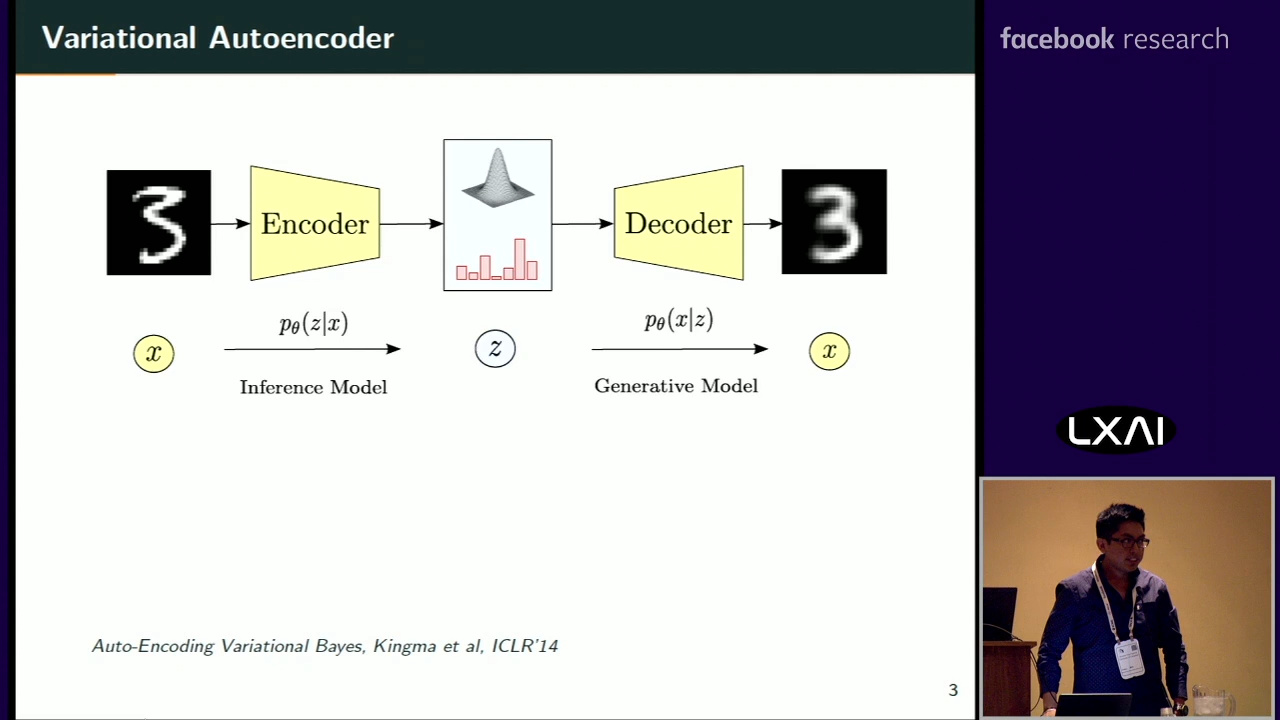 Variational Autoencoder
facebook research
Encoder
Decoder
pθ(z|x)
pθ(x|z)
x
z
x
Inference Model
Generative Model
LXAI
Auto-Encoding Variational Bayes, Kingma et al, ICLR'14
3